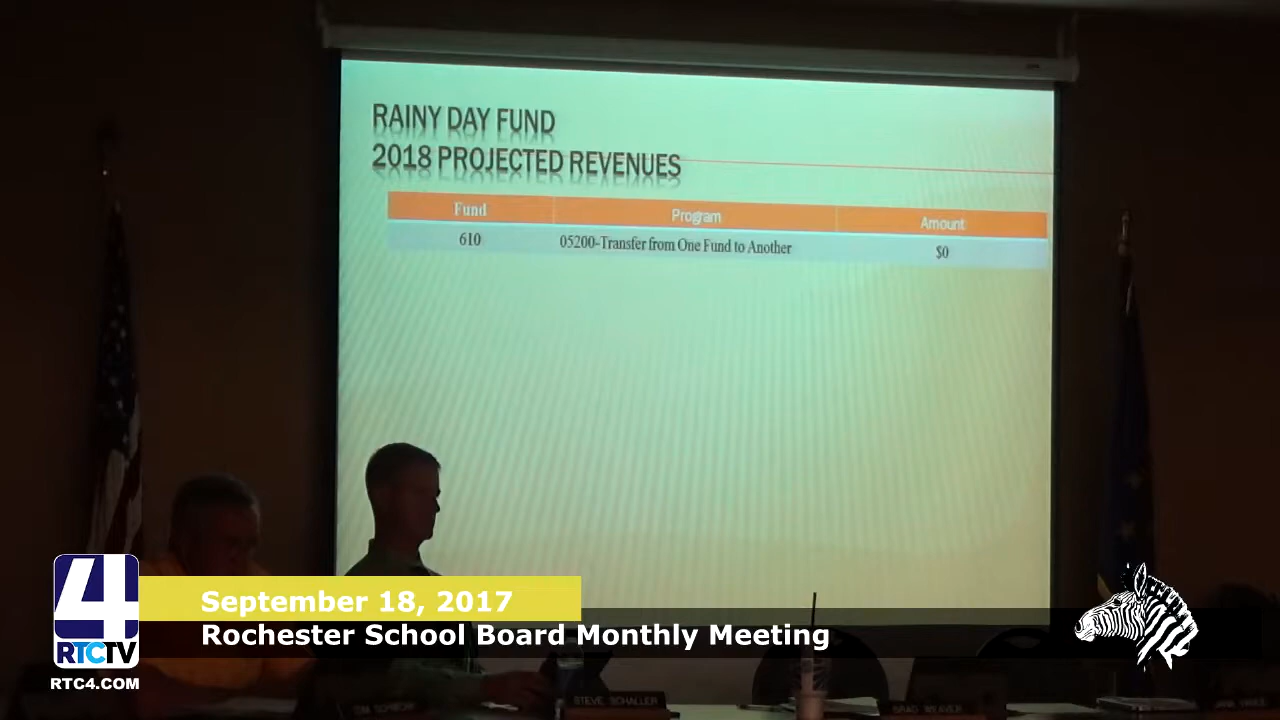 RAINY DAY FUND
2018 PROJECTED REVENUES
Fund Program Amount
610 05200-Transfer from One Fund to Another $0
September 18, 2017
Rochester School Board Monthly Meeting
4
RTCTV
RTC4.COM
STEVE SCHALLER
BRAD WEAVER